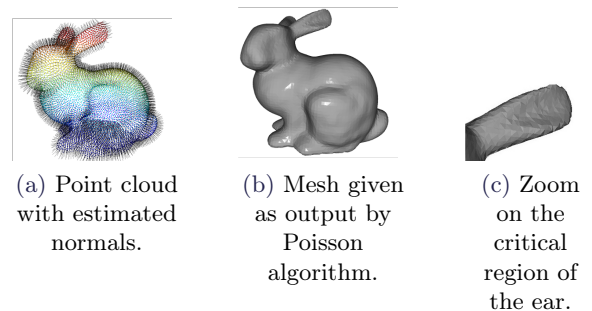 (a) Point cloud
with estimated
normals.
(b) Mesh given
as output by
Poisson
algorithm.
(c) Zoom
on the
critical
region of
the ear.